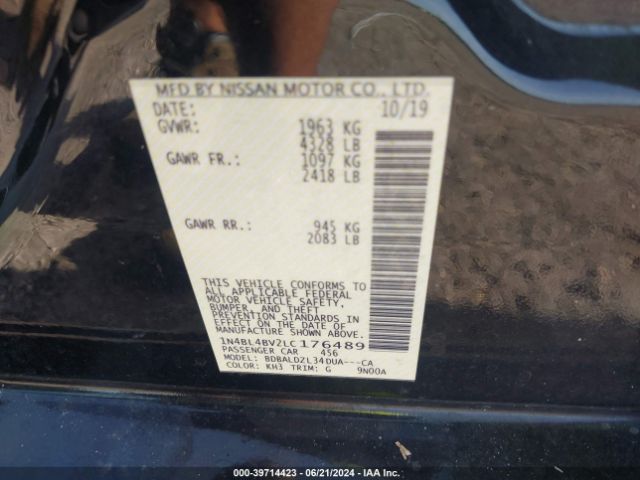 MFD BY NISSAN MOTOR CO., LTD.
DATE: 10/19
GVWR: 1963 KG
4328 LB
GAWR FR.: 1097 KG
2418 LB
GAWR RR.: 945 KG
2083 LB
THIS VEHICLE CONFORMS TO
ALL APPLICABLE FEDERAL
MOTOR VEHICLE SAFETY,
BUMPER, AND THEFT
PREVENTION STANDARDS
IN EFFECT ON THE DATE OF
MANUFACTURE SHOWN ABOVE.
1N4BL4BV2LC176489
PASSENGER CAR 456
MODEL: BDBALDZL34DUA---CA
COLOR: KH3 TRIM: G 9N00A
000-39714423 - 06/21/2024 - IAA Inc.